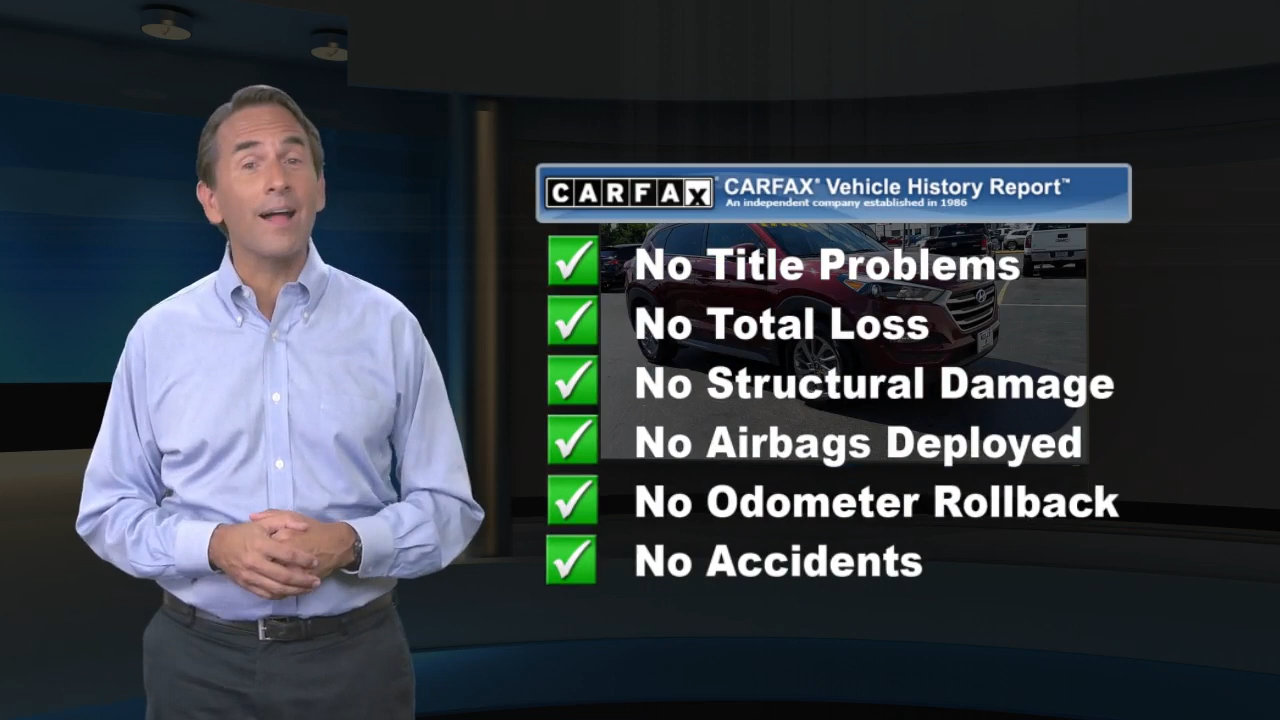 CARFAX
CARFAX® Vehicle History Report™
An independent company established in 1986
No Title Problems
No Total Loss
No Structural Damage
No Airbags Deployed
No Odometer Rollback
No Accidents